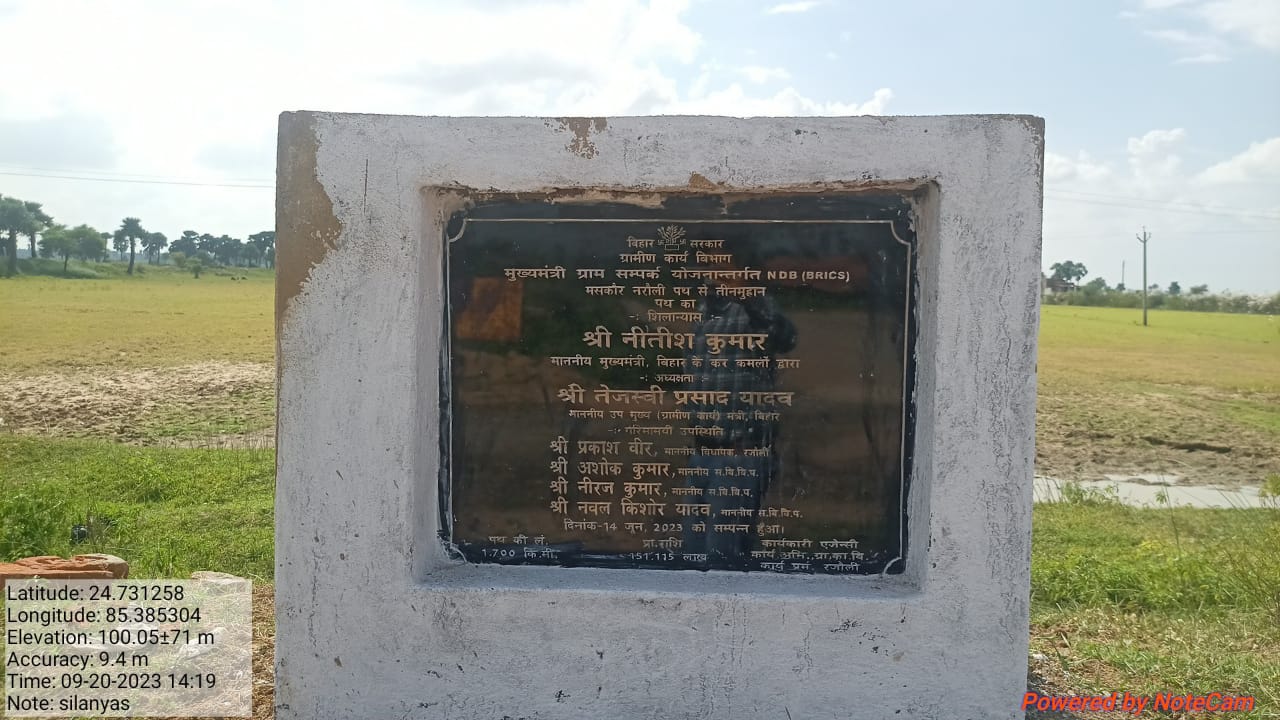 बिहार सरकार
ग्रामीण कार्य विभाग
मुख्यमंत्री ग्राम सम्पर्क योजनान्तर्गत NDB (BRICS)
मसकौर नरौली पथ से तीनमुहान
पथ का
-: शिलान्यास :-
श्री नीतीश कुमार
माननीय मुख्यमंत्री, बिहार के कर कमलों द्वारा
-: अध्यक्षता :-
श्री तेजस्वी प्रसाद यादव
माननीय उप मुख्य (ग्रामीण कार्य) मंत्री, बिहार
-: गरिमामयी उपस्थिति :-
श्री प्रकाश वीर, माननीय विधायक, रजौली
श्री अशोक कुमार, माननीय स.बि.वि.प.
श्री नीरज कुमार, माननीय स.बि.वि.प.
श्री नवल किशोर यादव, माननीय स.बि.वि.प.
दिनांक-14 जून, 2023 को सम्पन्न हुआ।
पथ की लं. प्रा.राशि कार्यकारी एजेन्सी
1.700 कि.मी. 151.115 लाख कार्य अभि.,ग्रा.का.वि.
कार्य प्रमं, रजौली
Latitude: 24.731258
Longitude: 85.385304
Elevation: 100.05±71 m
Accuracy: 9.4 m
Time: 09-20-2023 14:19
Note: silanyas
Powered by NoteCam